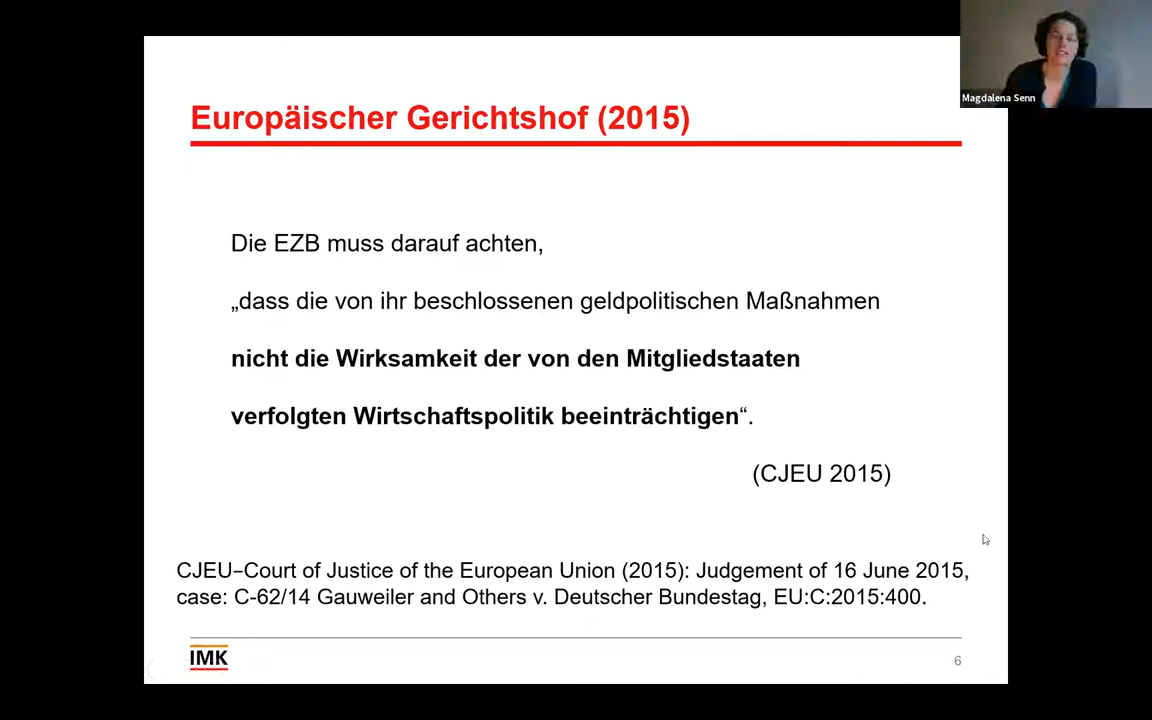 Magdalena Senn
Europäischer Gerichtshof (2015)
Die EZB muss darauf achten,
„dass die von ihr beschlossenen geldpolitischen Maßnahmen
nicht die Wirksamkeit der von den Mitgliedstaaten
verfolgten Wirtschaftspolitik beeinträchtigen“.
(CJEU 2015)
CJEU–Court of Justice of the European Union (2015): Judgement of 16 June 2015,
case: C-62/14 Gauweiler and Others v. Deutscher Bundestag, EU:C:2015:400.
IMK
6